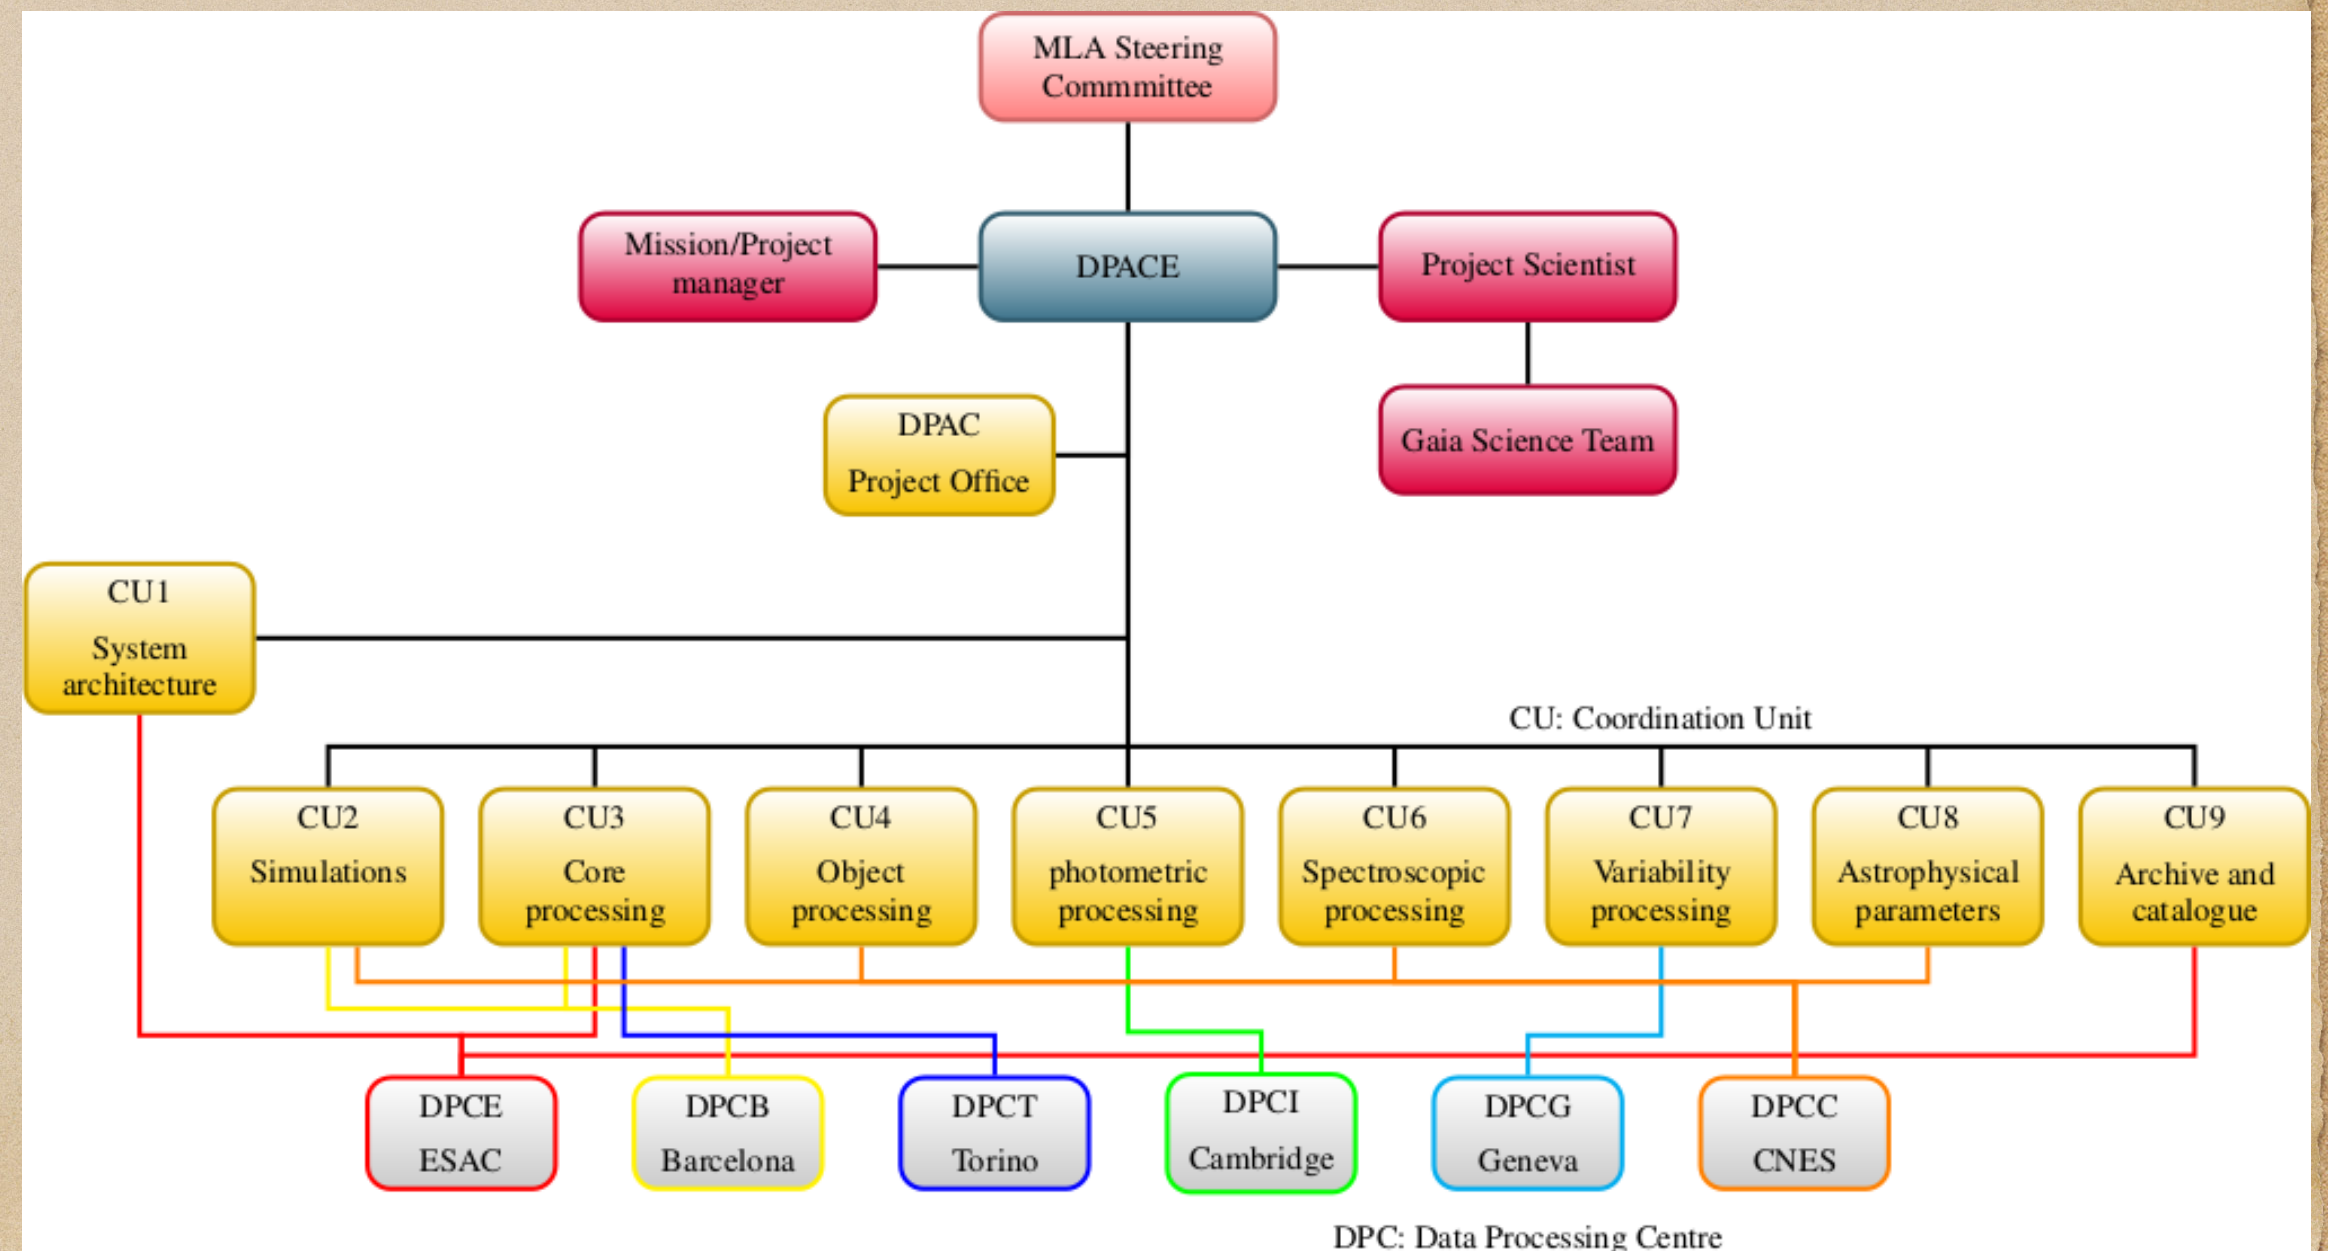 MLA Steering
Commmittee
Mission/Project
manager
DPACE
Project Scientist
DPAC
Project Office
Gaia Science Team
CU1
System
architecture
CU: Coordination Unit
CU2
Simulations
CU3
Core
processing
CU4
Object
processing
CU5
photometric
processing
CU6
Spectroscopic
processing
CU7
Variability
processing
CU8
Astrophysical
parameters
CU9
Archive and
catalogue
DPCE
ESAC
DPCB
Barcelona
DPCT
Torino
DPCI
Cambridge
DPCG
Geneva
DPCC
CNES
DPC: Data Processing Centre